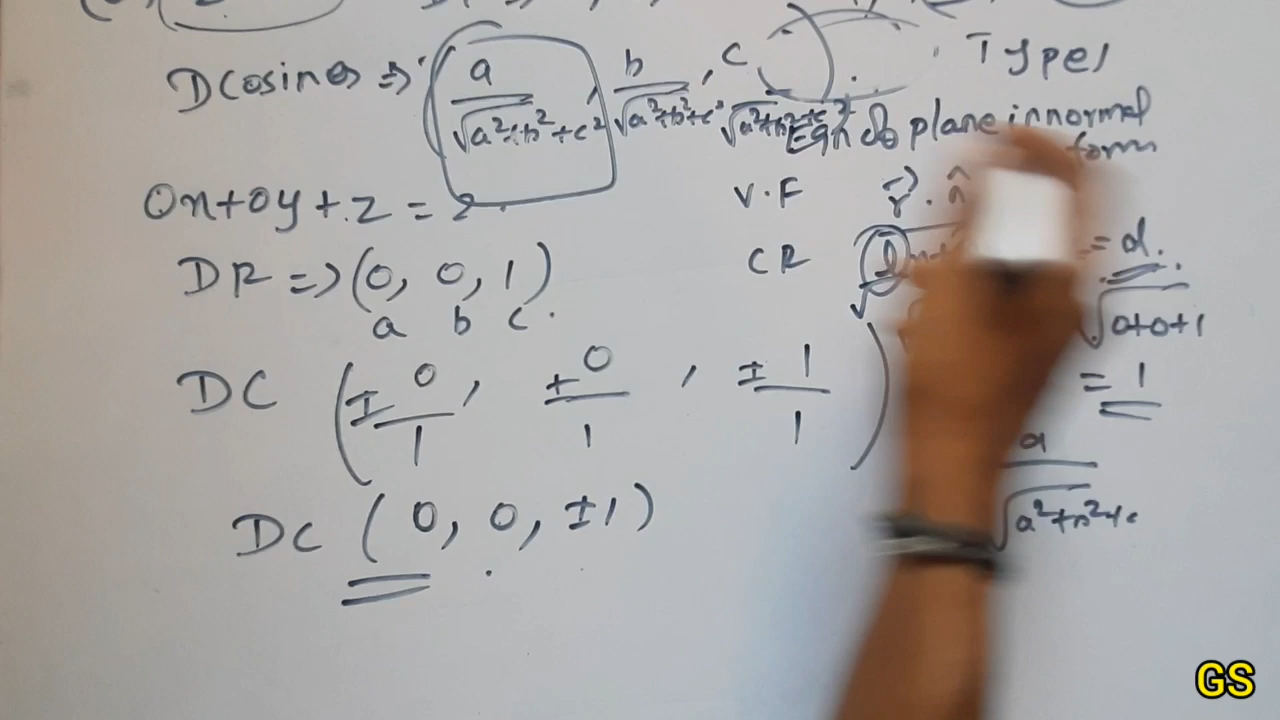 DCosines => a/√a²+b²+c² , b/√a²+b²+c² , c/√a²+b²+c²
Types
Eqn of plane in normal
form
V.F r⃗.n̂
0x+0y+z = 2
DR => (0, 0, 1)
a b c
CR l = d
√0+0+1
= 1
DC (± 0/1 , ± 0/1 , ± 1/1)
a/√a²+b²+c
DC (0, 0, ±1)
GS